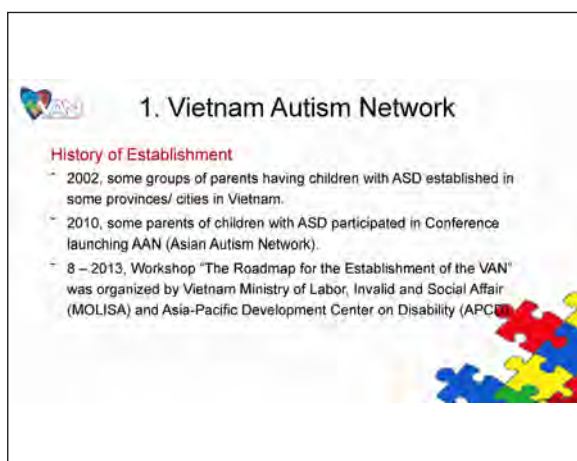 VAN
1. Vietnam Autism Network
History of Establishment
- 2002, some groups of parents having children with ASD established in
some provinces/ cities in Vietnam.
- 2010, some parents of children with ASD participated in Conference
launching AAN (Asian Autism Network).
- 8 – 2013, Workshop "The Roadmap for the Establishment of the VAN"
was organized by Vietnam Ministry of Labor, Invalid and Social Affair
(MOLISA) and Asia-Pacific Development Center on Disability (APCD)